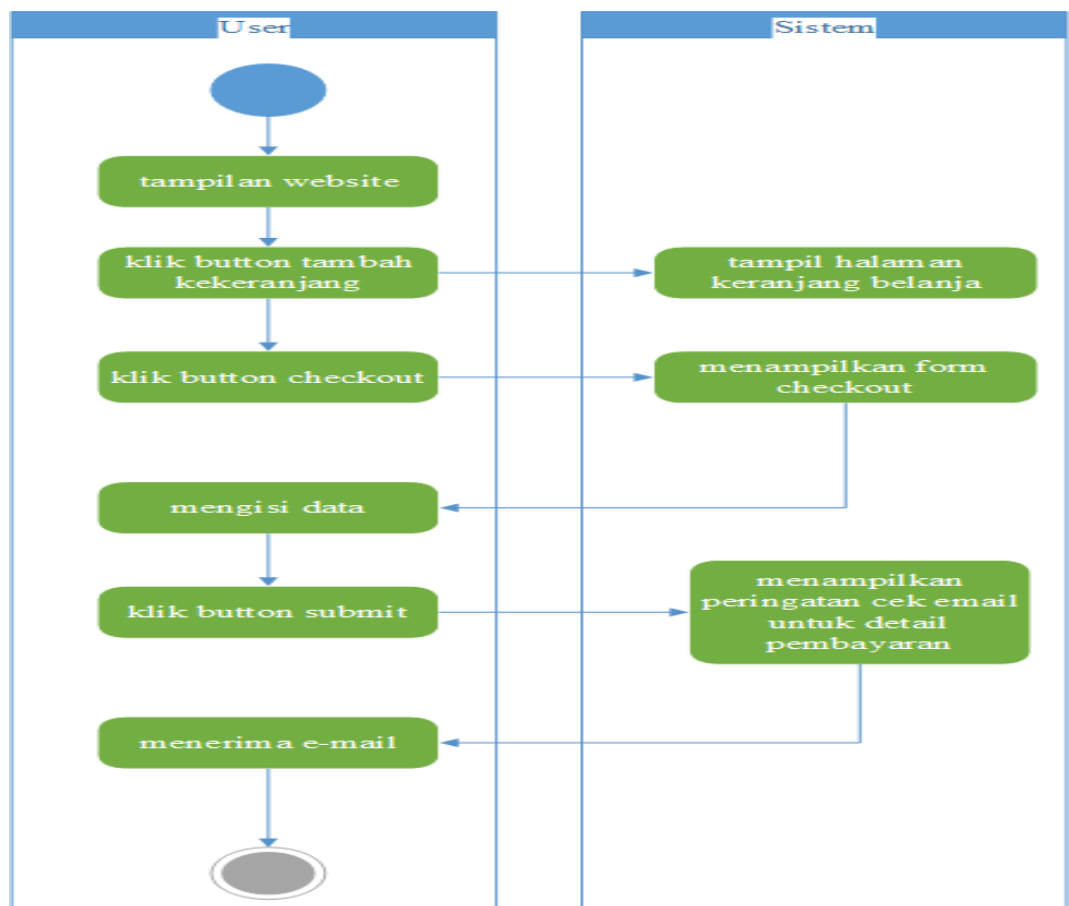 User
Sistem
tampilan website
klik button tambah
kekeranjang
tampil halaman
keranjang belanja
klik button checkout
menampilkan form
checkout
mengisi data
klik button submit
menampilkan
peringatan cek email
untuk detail
pembayaran
menerima e-mail